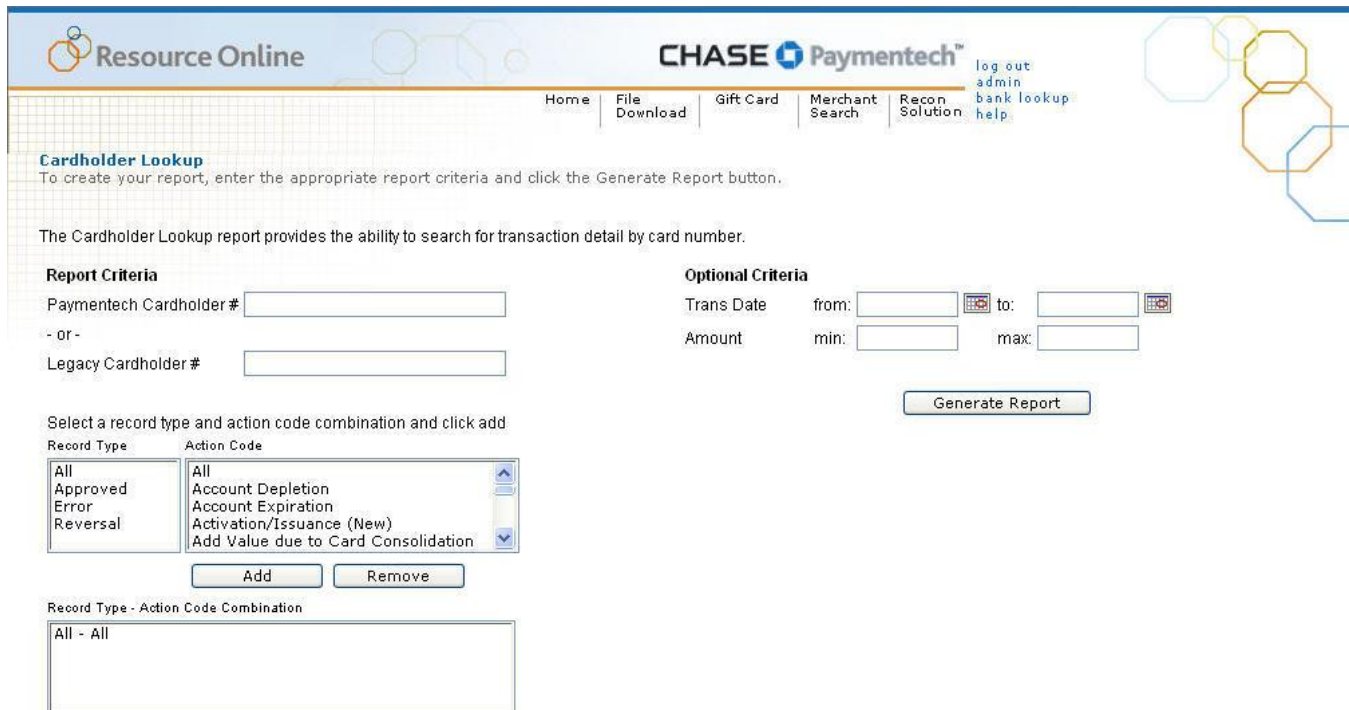 Resource Online
CHASE Paymentech™
log out
admin
bank lookup
help
Home
File Download
Gift Card
Merchant Search
Recon Solution
Cardholder Lookup
To create your report, enter the appropriate report criteria and click the Generate Report button.
The Cardholder Lookup report provides the ability to search for transaction detail by card number.
Report Criteria
Paymentech Cardholder #
- or -
Legacy Cardholder #
Optional Criteria
Trans Date from: to:
Amount min: max:
Generate Report
Select a record type and action code combination and click add
Record Type Action Code
All
Approved
Error
Reversal
All
Account Depletion
Account Expiration
Activation/Issuance (New)
Add Value due to Card Consolidation
Add Remove
Record Type - Action Code Combination
All - All